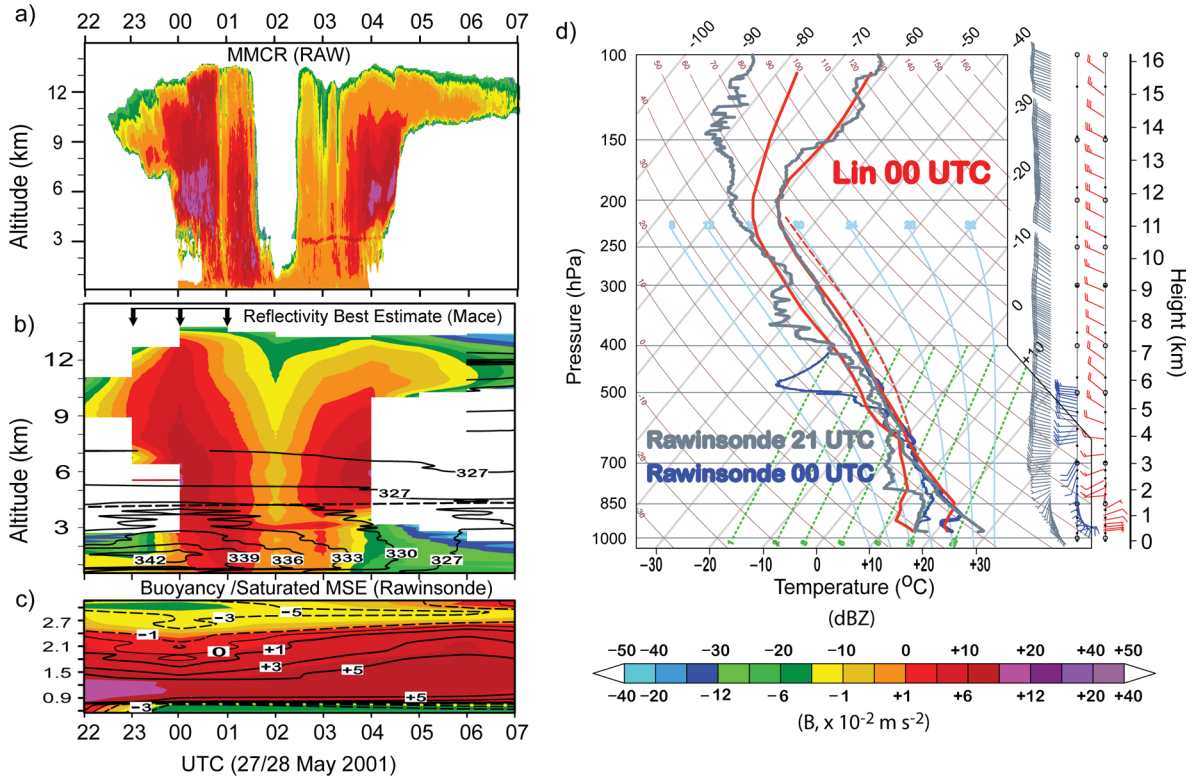 a)
22 23 00 01 02 03 04 05 06 07
MMCR (RAW)
Altitude (km)
12
9
6
3
b)
Reflectivity Best Estimate (Mace)
Altitude (km)
12
9
6
3
327
327
342 339 336 333 330 327
c)
Buoyancy /Saturated MSE (Rawinsonde)
2.7
2.1
1.5
0.9
−5
−3
−1
0 +1
+3
+5
+5
−3
22 23 00 01 02 03 04 05 06 07
UTC (27/28 May 2001)
d)
-100 -90 -80 -70 -60 -50 -40
-30
-20
-10
0
+10
Pressure (hPa)
100
150
200
250
300
400
500
700
850
1000
Lin 00 UTC
Rawinsonde 21 UTC
Rawinsonde 00 UTC
−30 −20 −10 0 +10 +20 +30
Temperature (°C)
Height (km)
16
15
14
13
12
11
10
9
8
7
6
5
4
3
2
1
0
(dBZ)
−50 −40 −30 −20 −10 0 +10 +20 +30 +40 +50
−40 −20 −12 −6 −1 +1 +6 +12 +20 +40
(B, x 10⁻² m s⁻²)